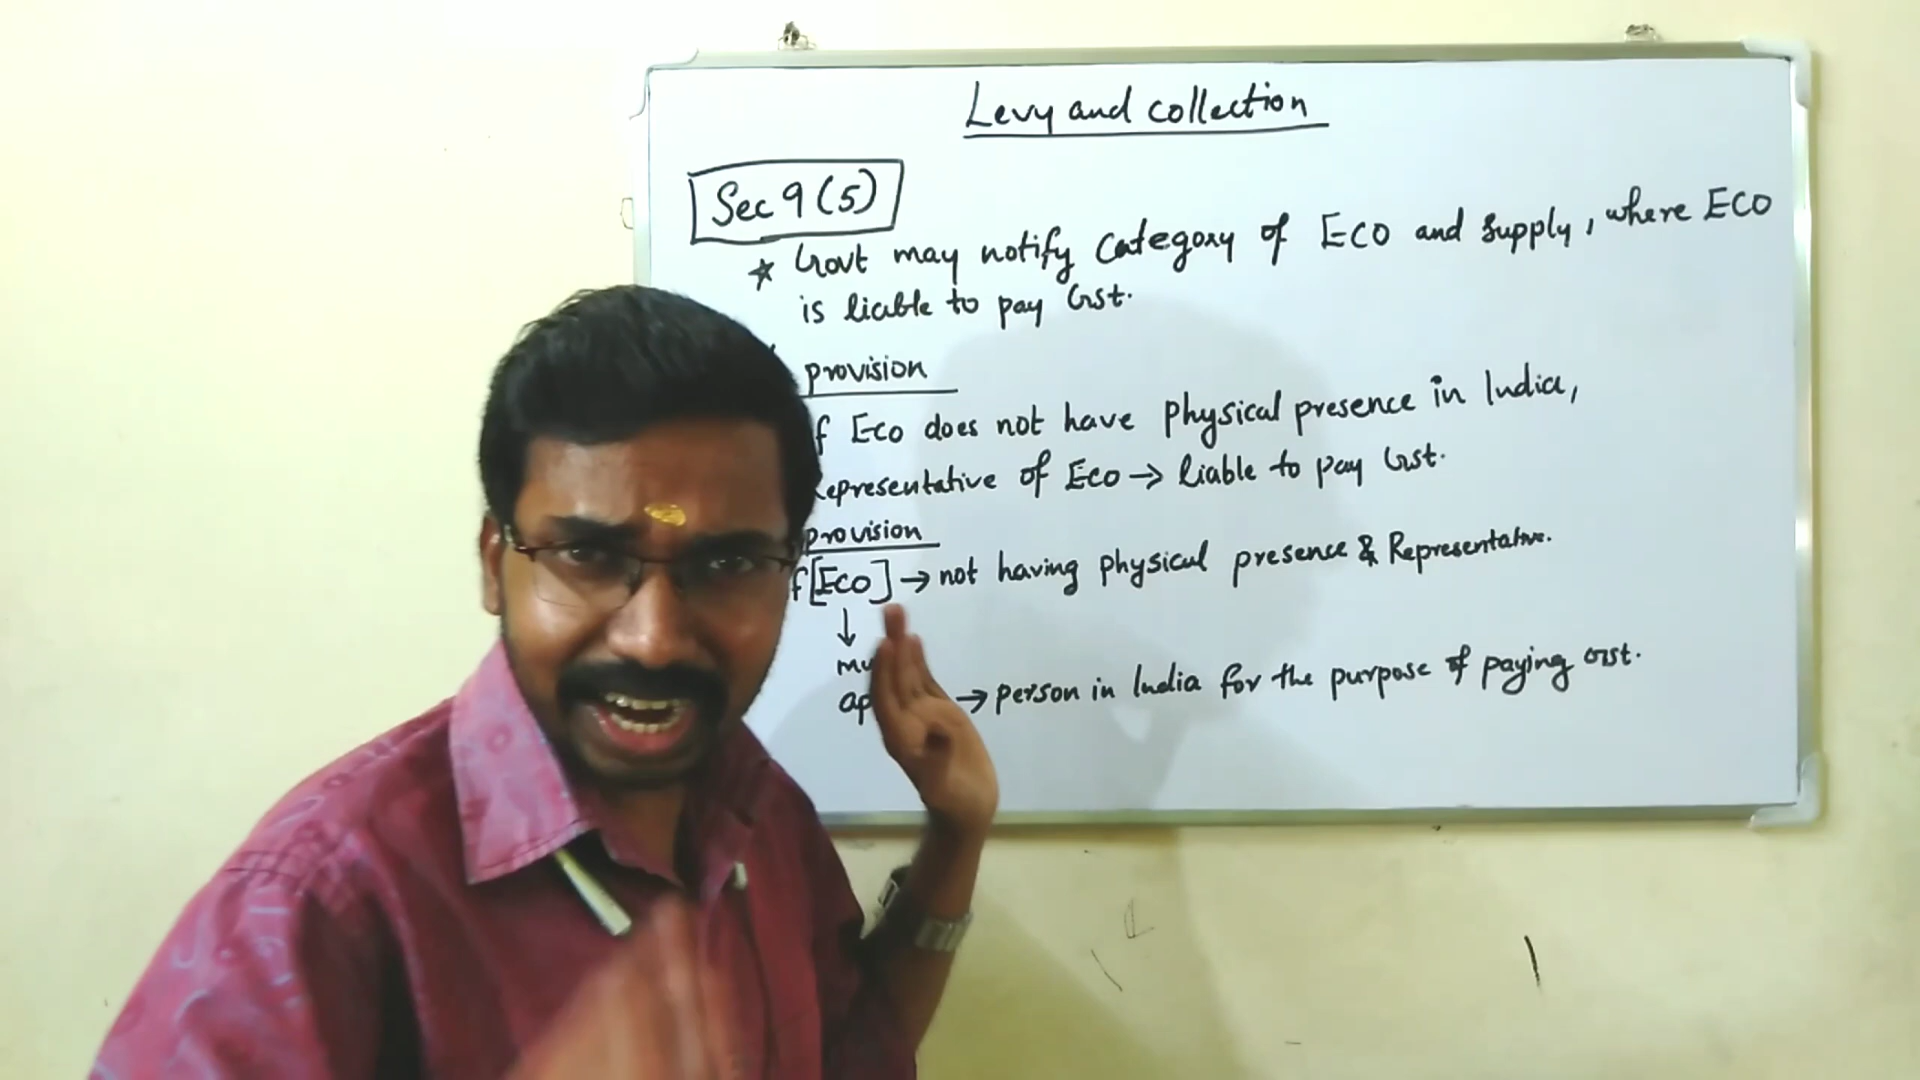 Levy and collection
Sec 9 (5)
★ Govt may notify Category of ECO and supply, where ECO
is liable to pay Gst.
provision
f Eco does not have Physical presence in India,
epresentative of Eco → liable to pay Gst.
provision
f [Eco] → not having physical presence & Representative.
↓
mu
ap → person in India for the purpose of paying Gst.